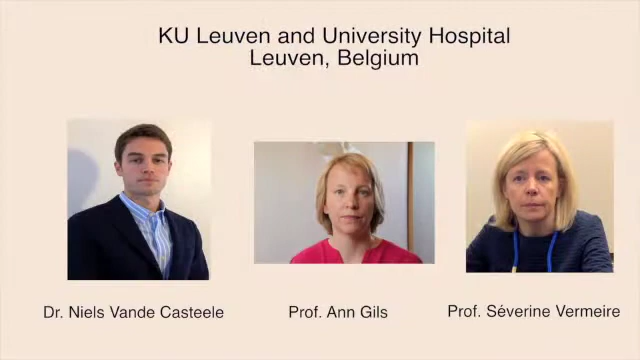 KU Leuven and University Hospital
Leuven, Belgium
Dr. Niels Vande Casteele
Prof. Ann Gils
Prof. Séverine Vermeire